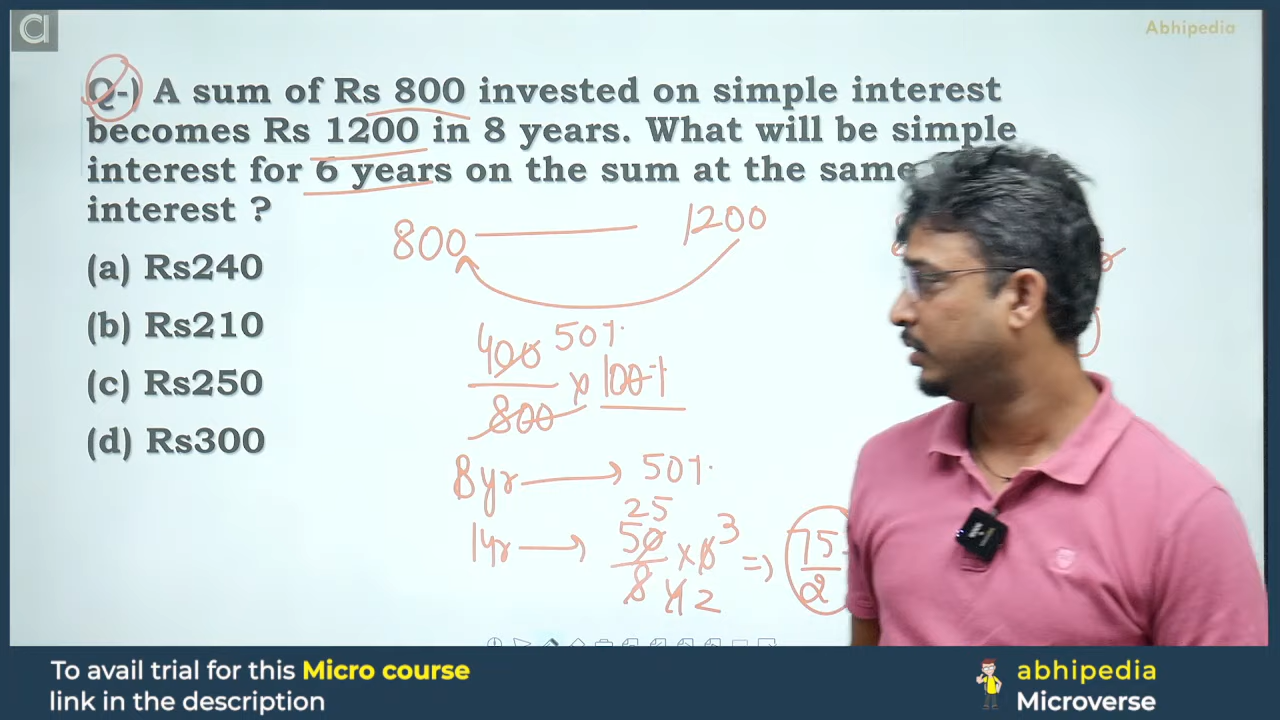 a
Abhipedia
Q-) A sum of Rs 800 invested on simple interest
becomes Rs 1200 in 8 years. What will be simple
interest for 6 years on the sum at the same
interest ?
(a) Rs240
(b) Rs210
(c) Rs250
(d) Rs300
800 1200
400 50%
800 × 100%
8yr → 50%
25
1yr → 50 × 6 3 => 75
8 4 2 2
To avail trial for this Micro course
link in the description
abhipedia
Microverse